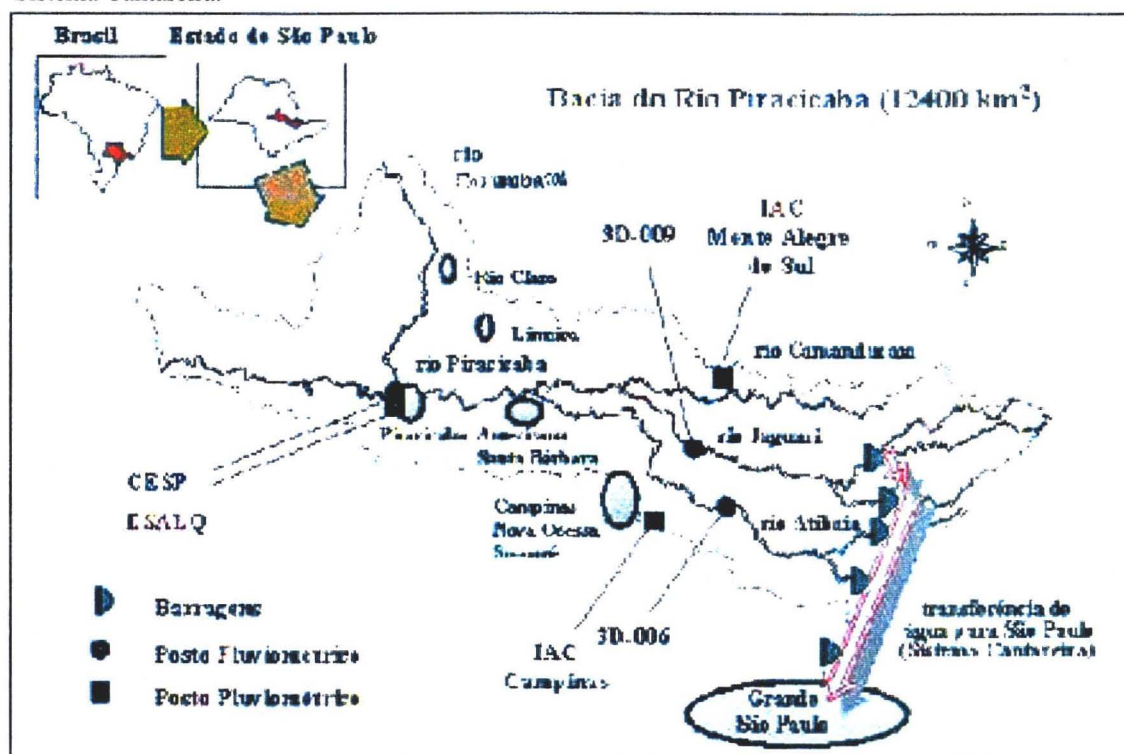 Brasil
Estado de São Paulo
Bacia do Rio Piracicaba (12400 km²)
rio
3D-009
IAC
Monte Alegre
do Sul
Rio Claro
Limeira
rio Piracicaba
rio Camanducaia
rio Jaguari
Piracicaba
Americana
Santa Bárbara
CESP
ESALQ
Campinas
Nova Odessa
Sumaré
rio Atibaia
Barragens
Posto Fluviométrico
Posto Pluviométrico
IAC
Campinas
3D-006
transferência de
água para São Paulo
(Sistema Cantareira)
Grande
São Paulo